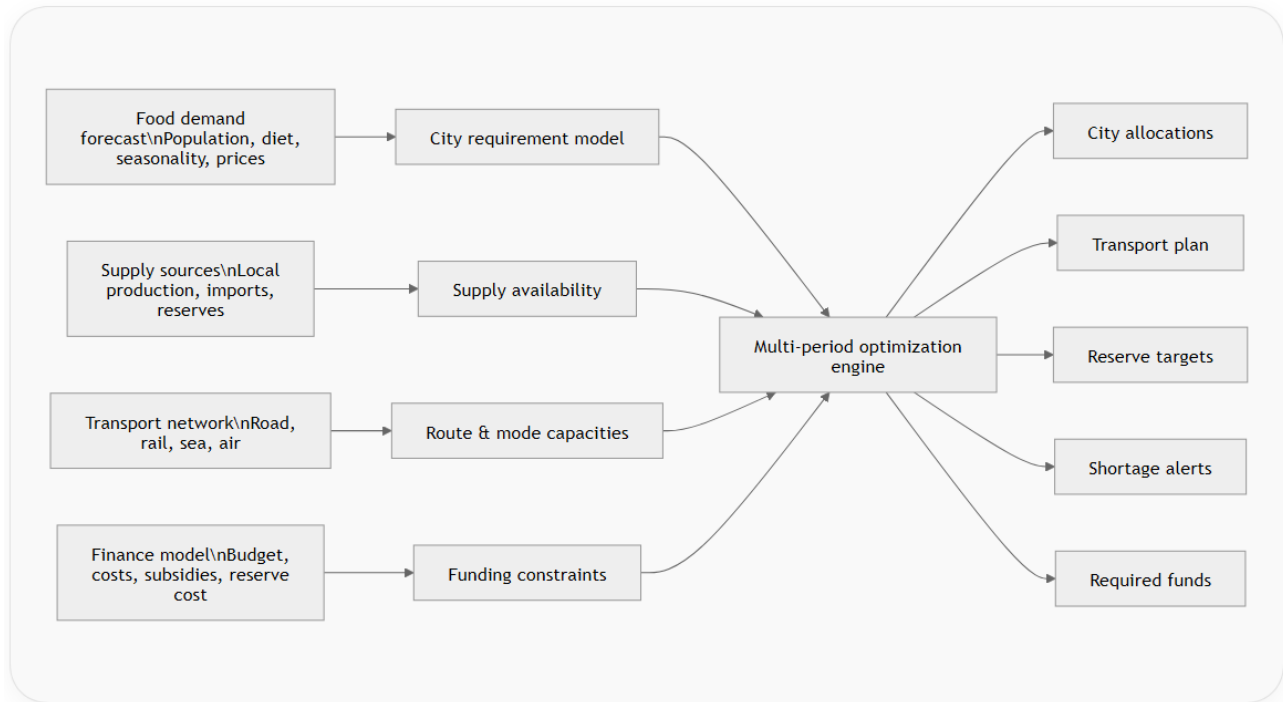 Food demand
forecast\nPopulation, diet,
seasonality, prices
City requirement model
City allocations
Supply sources\nLocal
production, imports,
reserves
Supply availability
Transport plan
Multi-period optimization
engine
Reserve targets
Transport network\nRoad,
rail, sea, air
Route & mode capacities
Shortage alerts
Finance model\nBudget,
costs, subsidies, reserve
cost
Funding constraints
Required funds